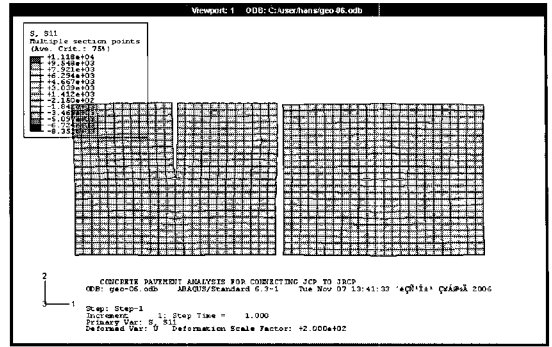 Viewport: 1 ODB: C:/user/hans/geo-06.odb
S, S11
Multiple section points
(Ave. Crit.: 75%)
+1.118e+04
+9.548e+03
+7.921e+03
+6.294e+03
+4.667e+03
+3.039e+03
+1.412e+03
-2.150e+02
CONCRETE PAVEMENT ANALYSIS FOR CONNECTING JCP TO JRCP
ODB: geo-06.odb ABAQUS/Standard 6.3-1 Tue Nov 07 13:41:33 2006
2
3 1
Step: Step-1
Increment 1: Step Time = 1.000
Primary Var: S, S11
Deformed Var: U Deformation Scale Factor: +2.000e+02